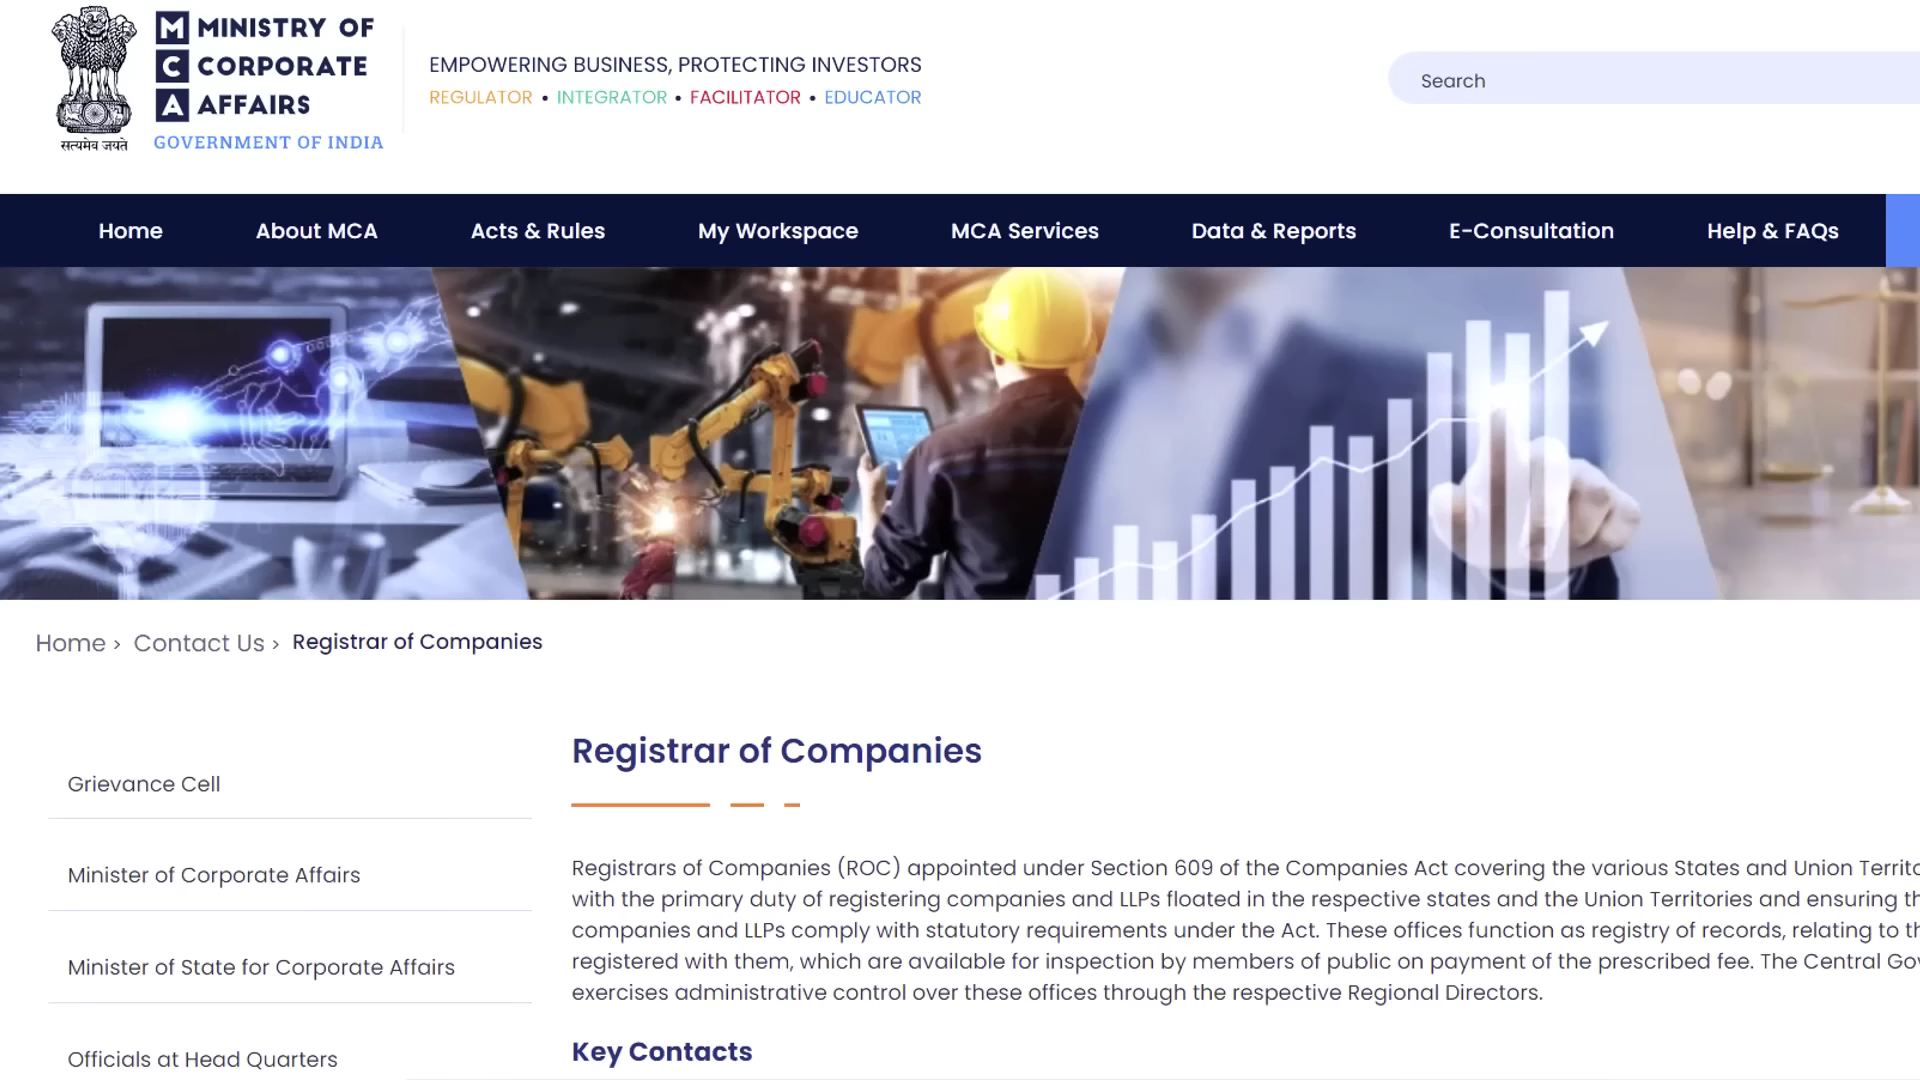 M MINISTRY OF
C CORPORATE
A AFFAIRS
सत्यमेव जयते
GOVERNMENT OF INDIA
EMPOWERING BUSINESS, PROTECTING INVESTORS
REGULATOR • INTEGRATOR • FACILITATOR • EDUCATOR
Search
Home About MCA Acts & Rules My Workspace MCA Services Data & Reports E-Consultation Help & FAQs
Home › Contact Us › Registrar of Companies
Grievance Cell
Minister of Corporate Affairs
Minister of State for Corporate Affairs
Officials at Head Quarters
Registrar of Companies
Registrars of Companies (ROC) appointed under Section 609 of the Companies Act covering the various States and Union
with the primary duty of registering companies and LLPs floated in the respective states and the Union Territories and ensuring
companies and LLPs comply with statutory requirements under the Act. These offices function as registry of records, relating to
registered with them, which are available for inspection by members of public on payment of the prescribed fee. The Central
exercises administrative control over these offices through the respective Regional Directors.
Key Contacts